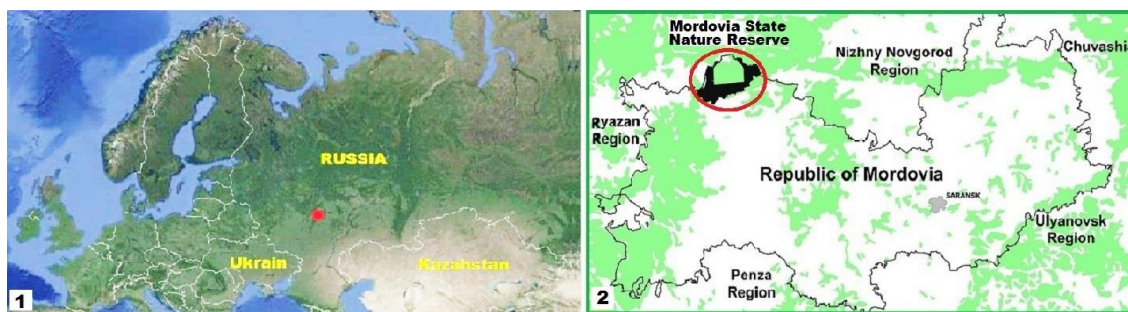 RUSSIA
Ukrain
Kazahstan
1
Mordovia State
Nature Reserve
Nizhny Novgorod
Region
Chuvashi
Ryazan
Region
Republic of Mordovia
SARANSK
Ulyanovsk
Region
Penza
Region
2